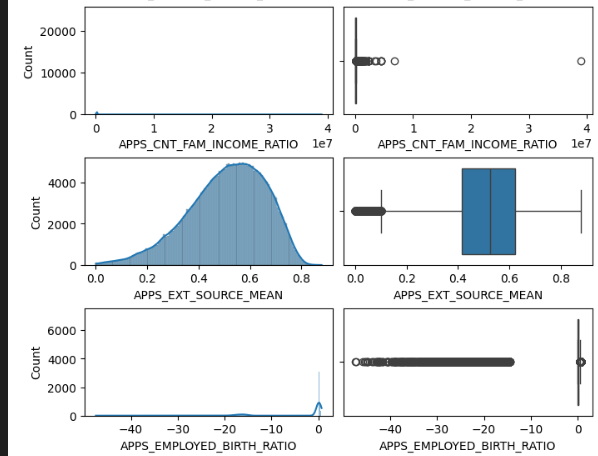 20000
10000
0
Count
0 1 2 3 4
APPS_CNT_FAM_INCOME_RATIO 1e7
0 1 2 3 4
APPS_CNT_FAM_INCOME_RATIO 1e7
4000
2000
0
Count
0.0 0.2 0.4 0.6 0.8
APPS_EXT_SOURCE_MEAN
0.0 0.2 0.4 0.6 0.8
APPS_EXT_SOURCE_MEAN
6000
4000
2000
0
Count
−40 −30 −20 −10 0
APPS_EMPLOYED_BIRTH_RATIO
−40 −30 −20 −10 0
APPS_EMPLOYED_BIRTH_RATIO